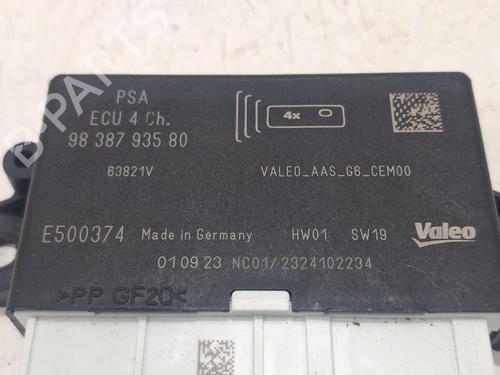 B-PARTS
PSA
ECU 4 Ch.
98 387 935 80
4x
63821V
VALEO_AAS_G6_CEM00
E500374 Made in Germany HW01 SW19 Valeo
010923 NC01/2324102234
>PP GF20<